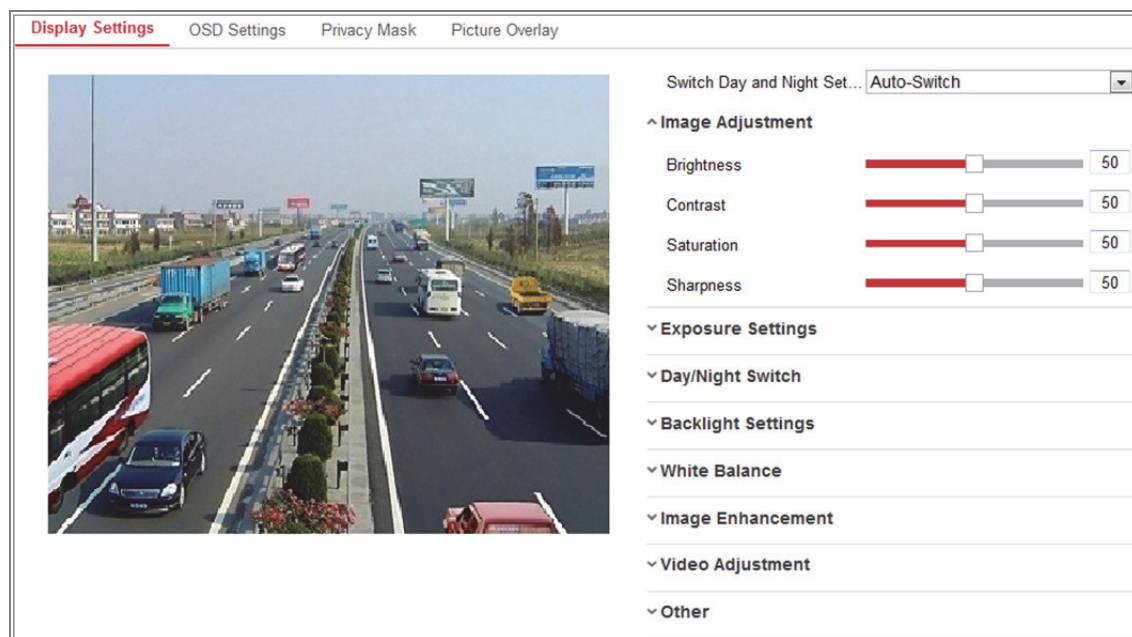 Display Settings OSD Settings Privacy Mask Picture Overlay
Switch Day and Night Set... Auto-Switch
Image Adjustment
Brightness 50
Contrast 50
Saturation 50
Sharpness 50
Exposure Settings
Day/Night Switch
Backlight Settings
White Balance
Image Enhancement
Video Adjustment
Other